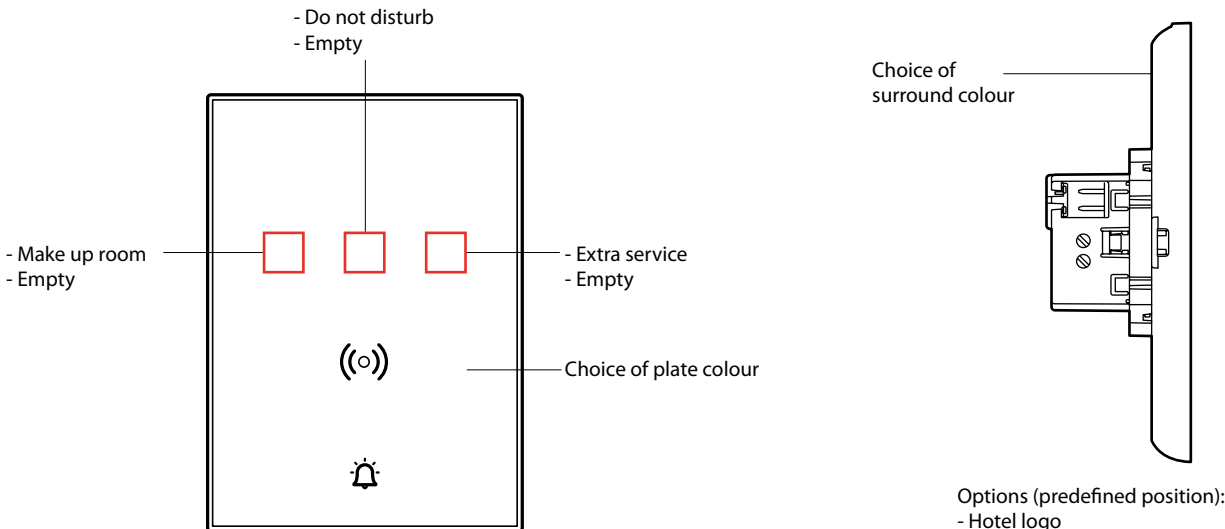 - Do not disturb
- Empty
Choice of
surround colour
- Make up room
- Empty
- Extra service
- Empty
Choice of plate colour
Options (predefined position):
- Hotel logo